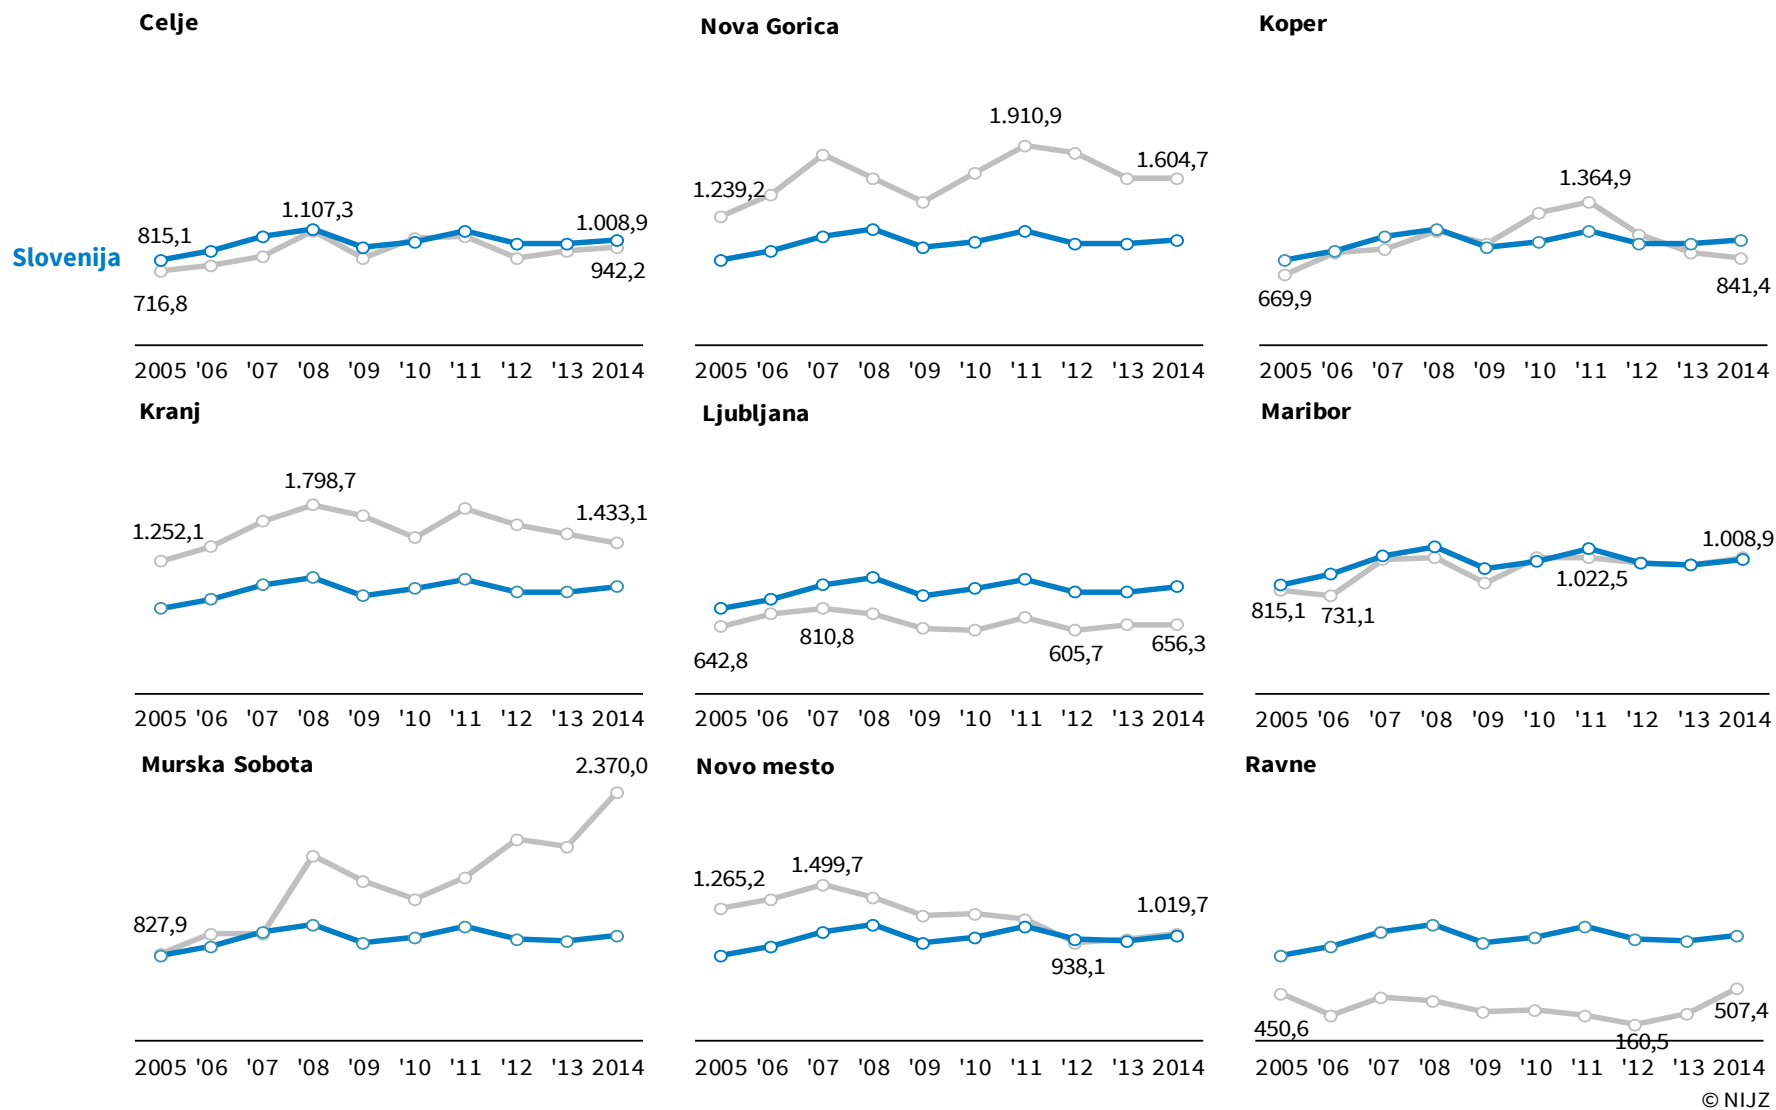 Celje
Nova Gorica
Koper
Slovenija
815,1
1.107,3
1.008,9
942,2
716,8
1.239,2
1.910,9
1.604,7
669,9
1.364,9
841,4
2005 '06 '07 '08 '09 '10 '11 '12 '13 2014
2005 '06 '07 '08 '09 '10 '11 '12 '13 2014
2005 '06 '07 '08 '09 '10 '11 '12 '13 2014
Kranj
Ljubljana
Maribor
1.252,1
1.798,7
1.433,1
642,8
810,8
605,7
656,3
815,1
731,1
1.022,5
1.008,9
2005 '06 '07 '08 '09 '10 '11 '12 '13 2014
2005 '06 '07 '08 '09 '10 '11 '12 '13 2014
2005 '06 '07 '08 '09 '10 '11 '12 '13 2014
Murska Sobota
Novo mesto
Ravne
827,9
2.370,0
1.265,2
1.499,7
938,1
1.019,7
450,6
160,5
507,4
2005 '06 '07 '08 '09 '10 '11 '12 '13 2014
2005 '06 '07 '08 '09 '10 '11 '12 '13 2014
2005 '06 '07 '08 '09 '10 '11 '12 '13 2014
© NIJZ